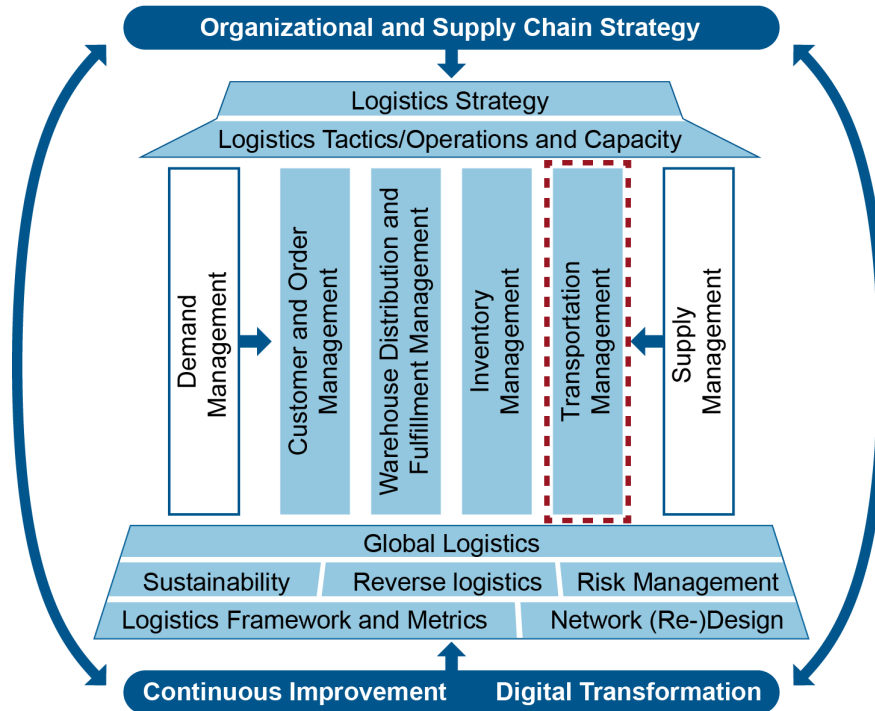 Organizational and Supply Chain Strategy
Logistics Strategy
Logistics Tactics/Operations and Capacity
Demand
Management
Customer and Order
Management
Warehouse Distribution and
Fulfillment Management
Inventory
Management
Transportation
Management
Supply
Management
Global Logistics
Sustainability
Reverse logistics
Risk Management
Logistics Framework and Metrics
Network (Re-)Design
Continuous Improvement
Digital Transformation